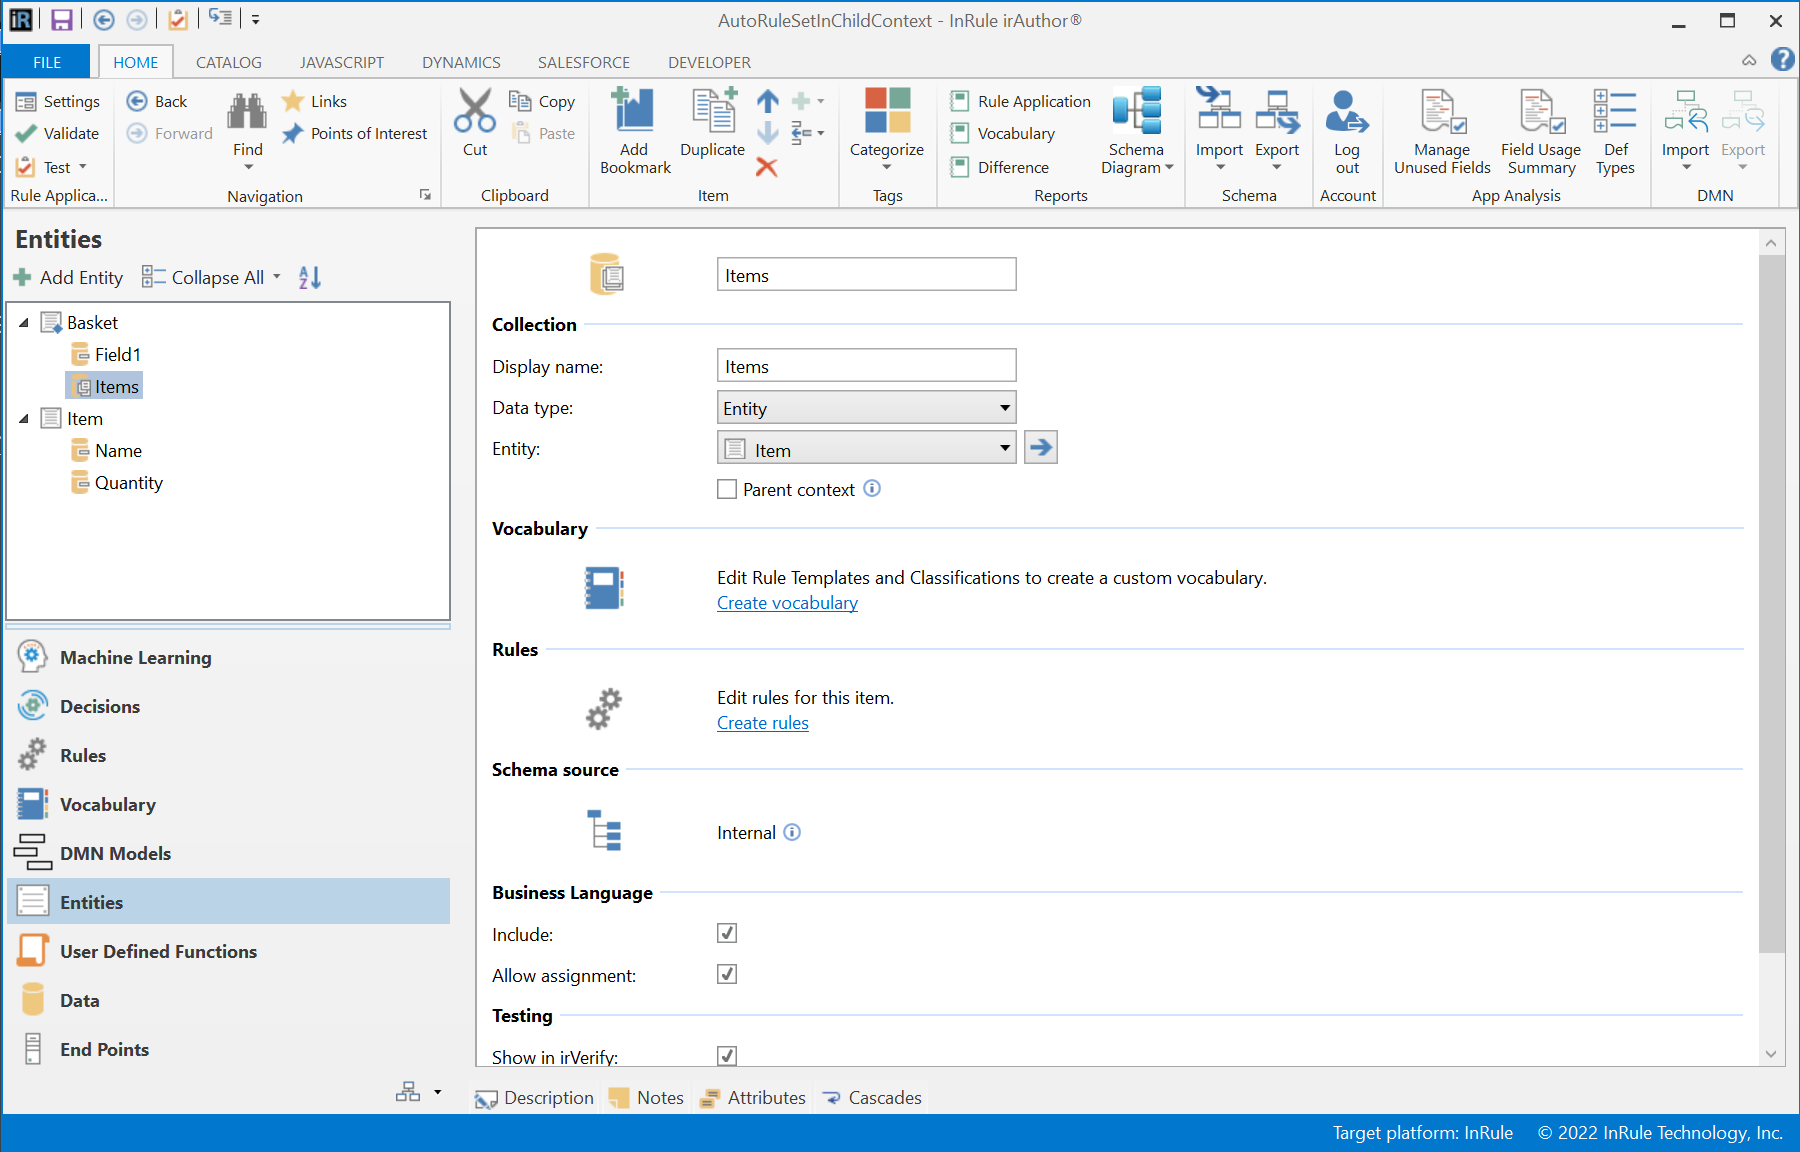 iR
AutoRuleSetInChildContext - InRule irAuthor®
FILE HOME CATALOG JAVASCRIPT DYNAMICS SALESFORCE DEVELOPER
Settings
Validate
Test
Rule Applica...
Back
Forward
Find
Links
Points of Interest
Navigation
Cut
Copy
Paste
Clipboard
Add
Bookmark
Duplicate
Item
Categorize
Tags
Rule Application
Vocabulary
Difference
Schema
Diagram
Reports
Import
Export
Schema
Log
out
Account
Manage
Unused Fields
Field Usage
Summary
Def
Types
App Analysis
Import
Export
DMN
Entities
Add Entity Collapse All
Basket
Field1
Items
Item
Name
Quantity
Machine Learning
Decisions
Rules
Vocabulary
DMN Models
Entities
User Defined Functions
Data
End Points
Items
Collection
Display name: Items
Data type: Entity
Entity: Item
Parent context
Vocabulary
Edit Rule Templates and Classifications to create a custom vocabulary.
Create vocabulary
Rules
Edit rules for this item.
Create rules
Schema source
Internal
Business Language
Include:
Allow assignment:
Testing
Show in irVerify:
Description Notes Attributes Cascades
Target platform: InRule © 2022 InRule Technology, Inc.